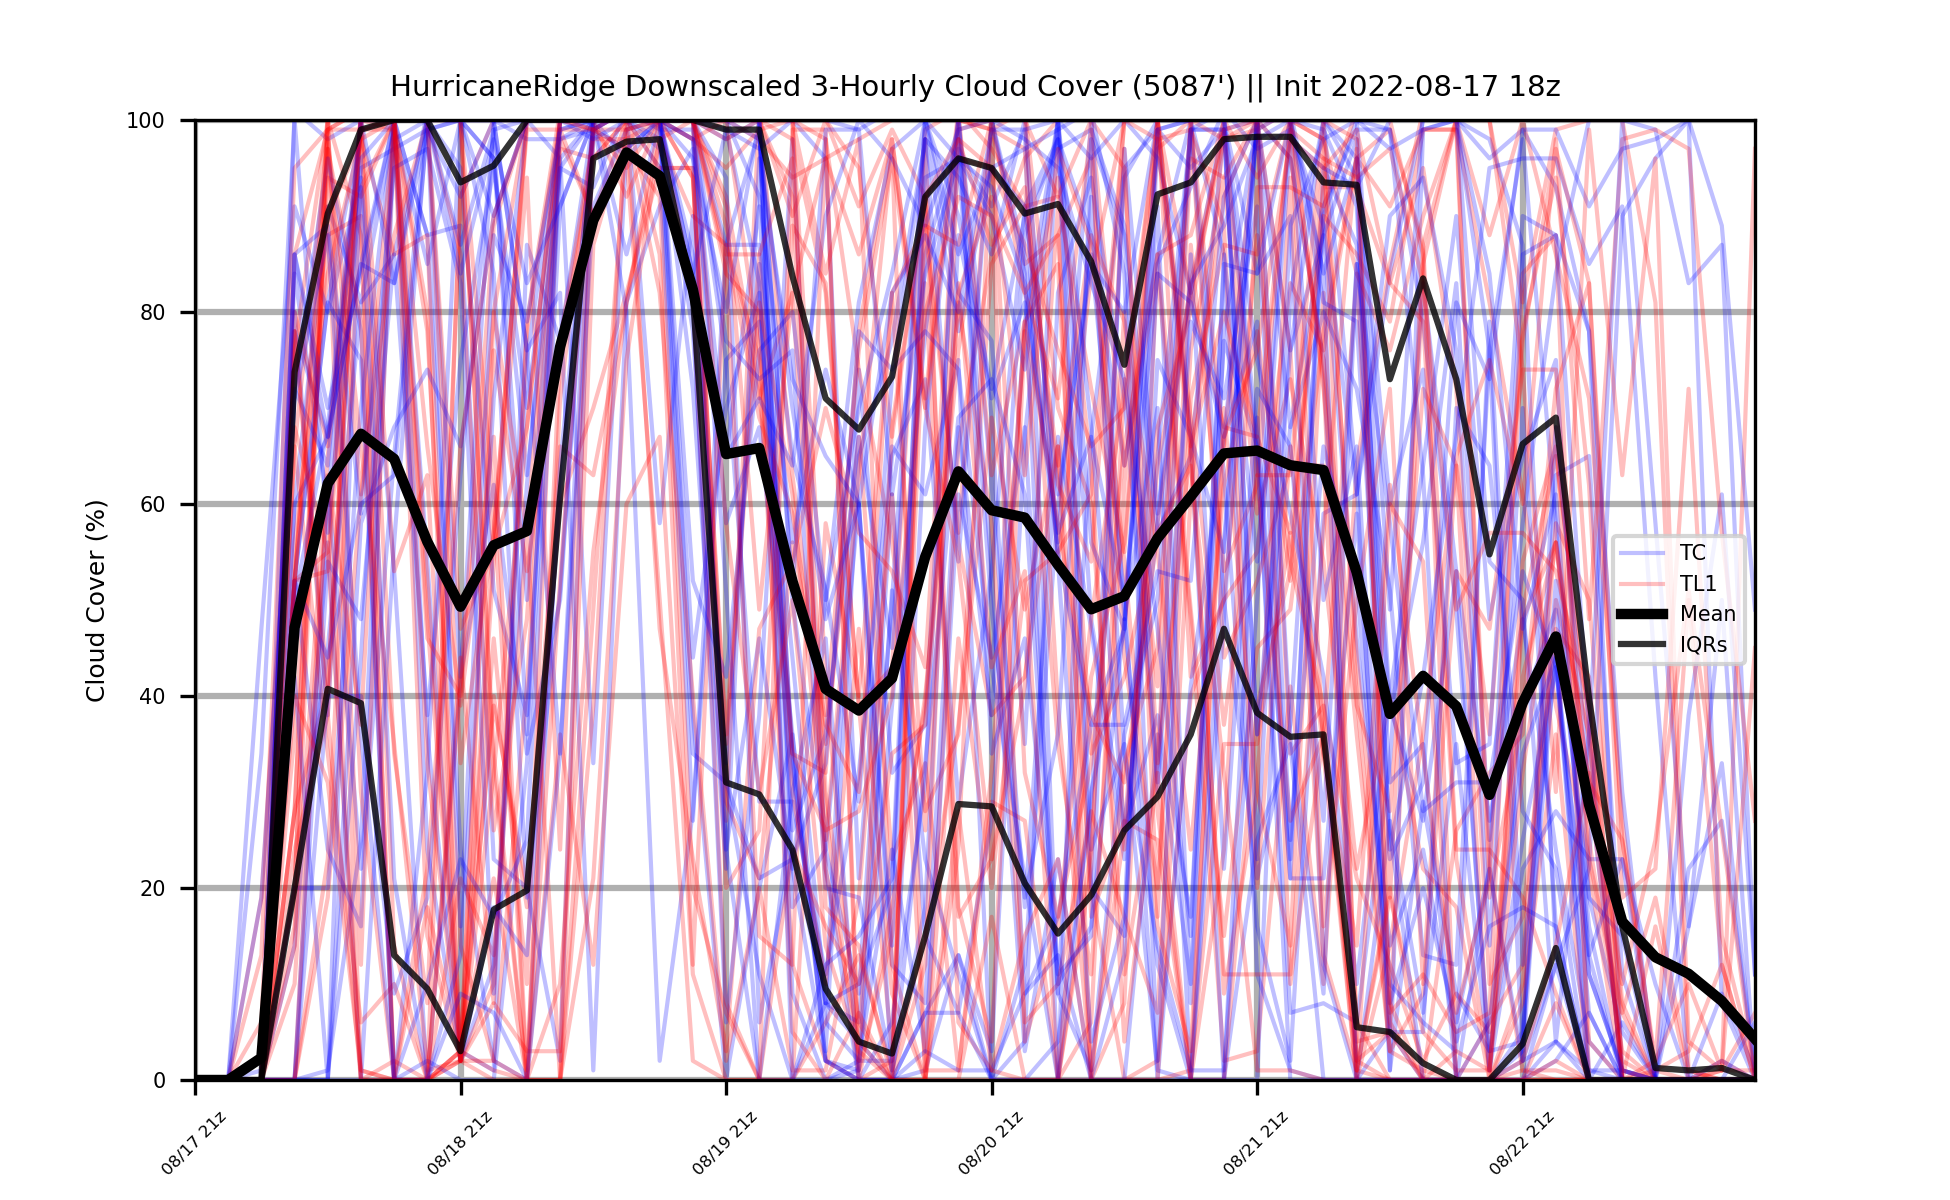 HurricaneRidge Downscaled 3-Hourly Cloud Cover (5087') || Init 2022-08-17 18z
100
80
60
40
20
0
Cloud Cover (%)
TC
TL1
Mean
IQRs
08/17 21z
08/18 21z
08/19 21z
08/20 21z
08/21 21z
08/22 21z